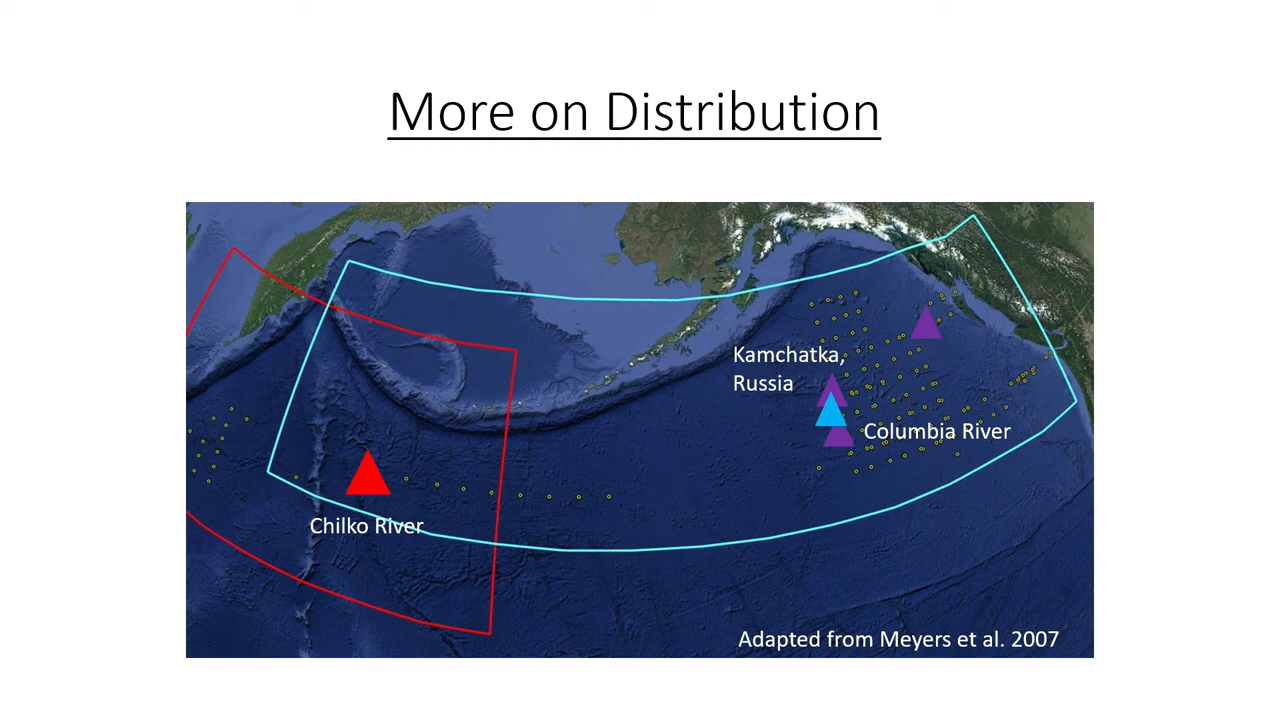 More on Distribution
Kamchatka,
Russia
Columbia River
Chilko River
Adapted from Meyers et al. 2007